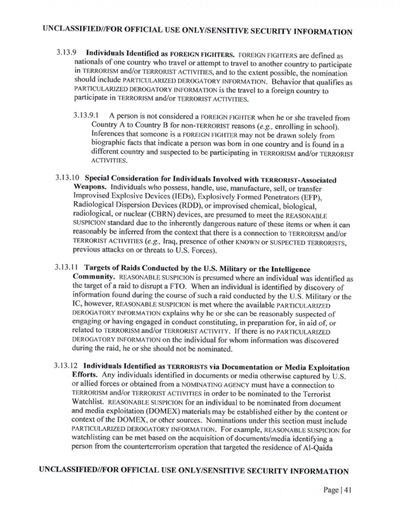 UNCLASSIFIED//FOR OFFICIAL USE ONLY/SENSITIVE SECURITY INFORMATION
3.13.9 Individuals Identified as FOREIGN FIGHTERS. FOREIGN FIGHTERS are defined as
nationals of one country who travel or attempt to travel to another country to participate
in TERRORISM and/or TERRORIST ACTIVITIES, and to the extent possible, the nomination
should include PARTICULARIZED DEROGATORY INFORMATION. Behavior that qualifies as
PARTICULARIZED DEROGATORY INFORMATION is the travel to a foreign country to
participate in TERRORISM and/or TERRORIST ACTIVITIES.
3.13.9.1 A person is not considered a FOREIGN FIGHTER when he or she traveled from
Country A to Country B for non-TERRORIST reasons (e.g., enrolling in school).
Inferences that someone is a FOREIGN FIGHTER may not be drawn solely from
biographic facts that indicate a person was born in one country and is found in a
different country and suspected to be participating in TERRORISM and/or TERRORIST
ACTIVITIES.
3.13.10 Special Consideration for Individuals Involved with TERRORIST-Associated
Weapons. Individuals who possess, handle, use, manufacture, sell, or transfer
Improvised Explosive Devices (IEDs), Explosively Formed Penetrators (EFP),
Radiological Dispersion Devices (RDD), or improvised chemical, biological,
radiological, or nuclear (CBRN) devices, are presumed to meet the REASONABLE
SUSPICION standard due to the inherently dangerous nature of these items or when it can
reasonably be inferred from the context that there is a connection to TERRORISM and/or
TERRORIST ACTIVITIES (e.g., Iraq, presence of other KNOWN or SUSPECTED TERRORISTS,
previous attacks on or threats to U.S. Forces).
3.13.11 Targets of Raids Conducted by the U.S. Military or the Intelligence
Community. REASONABLE SUSPICION is presumed where an individual was identified as
the target of a raid to disrupt a FTO. When an individual is identified by discovery of
information found during the course of such a raid conducted by the U.S. Military or the
IC, however, REASONABLE SUSPICION is met where the available PARTICULARIZED
DEROGATORY INFORMATION explains why he or she can be reasonably suspected of
engaging or having engaged in conduct constituting, in preparation for, in aid of, or
related to TERRORISM and/or TERRORIST ACTIVITY. If there is no PARTICULARIZED
DEROGATORY INFORMATION on the individual for whom information was discovered
during the raid, he or she should not be nominated.
3.13.12 Individuals Identified as TERRORISTS via Documentation or Media Exploitation
Efforts. Any individuals identified in documents or media otherwise captured by U.S.
or allied forces or obtained from a NOMINATING AGENCY must have a connection to
TERRORISM and/or TERRORIST ACTIVITIES in order to be nominated to the Terrorist
Watchlist. REASONABLE SUSPICION for an individual to be nominated from document
and media exploitation (DOMEX) materials may be established either by the content or
context of the DOMEX, or other sources. Nominations under this section must include
PARTICULARIZED DEROGATORY INFORMATION. For example, REASONABLE SUSPICION for
watchlisting can be met based on the acquisition of documents/media identifying a
person from the counterterrorism operation that targeted the residence of Al-Qaida
UNCLASSIFIED//FOR OFFICIAL USE ONLY/SENSITIVE SECURITY INFORMATION
Page | 41